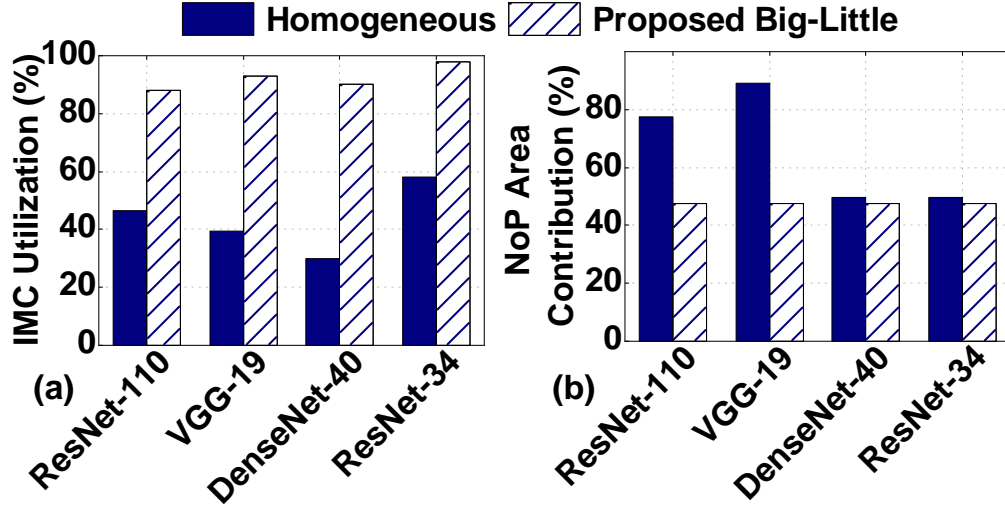 Homogeneous Proposed Big-Little
IMC Utilization (%)
100
80
60
40
20
0
ResNet-110
VGG-19
DenseNet-40
ResNet-34
(a)
NoP Area
Contribution (%)
80
60
40
20
0
ResNet-110
VGG-19
DenseNet-40
ResNet-34
(b)